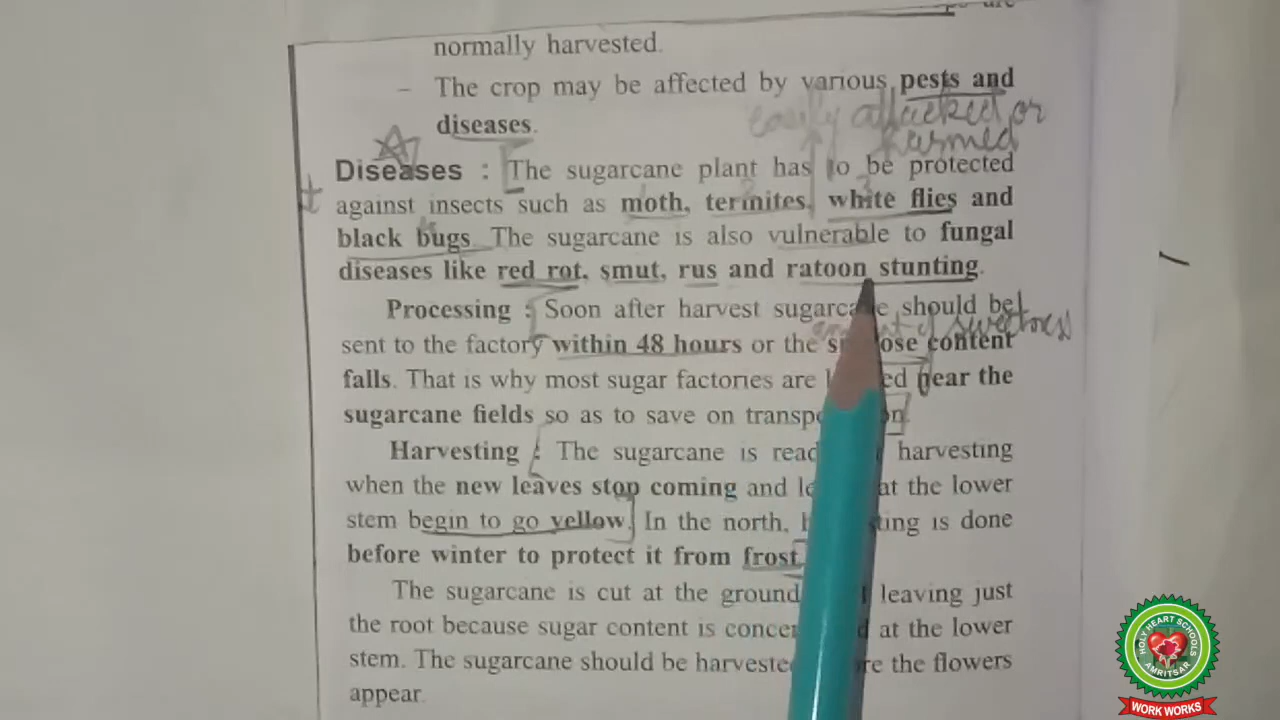 normally harvested.
– The crop may be affected by various pests and
diseases.
easily attacked or
harmed
Diseases : The sugarcane plant has to be protected
against insects such as moth, termites, white flies and
black bugs. The sugarcane is also vulnerable to fungal
diseases like red rot, smut, rus and ratoon stunting.
Processing : Soon after harvest sugarcane should be
of sweetness
sent to the factory within 48 hours or the content
falls. That is why most sugar factories are near the
sugarcane fields so as to save on
Harvesting : The sugarcane is harvesting
when the new leaves stop coming and at the lower
stem begin to go yellow. In the north, is done
before winter to protect it from frost
The sugarcane is cut at the ground leaving just
the root because sugar content is at the lower
stem. The sugarcane should be the flowers
appear.
HOLY HEART SCHOOLS
AMRITSAR
WORK WORKS